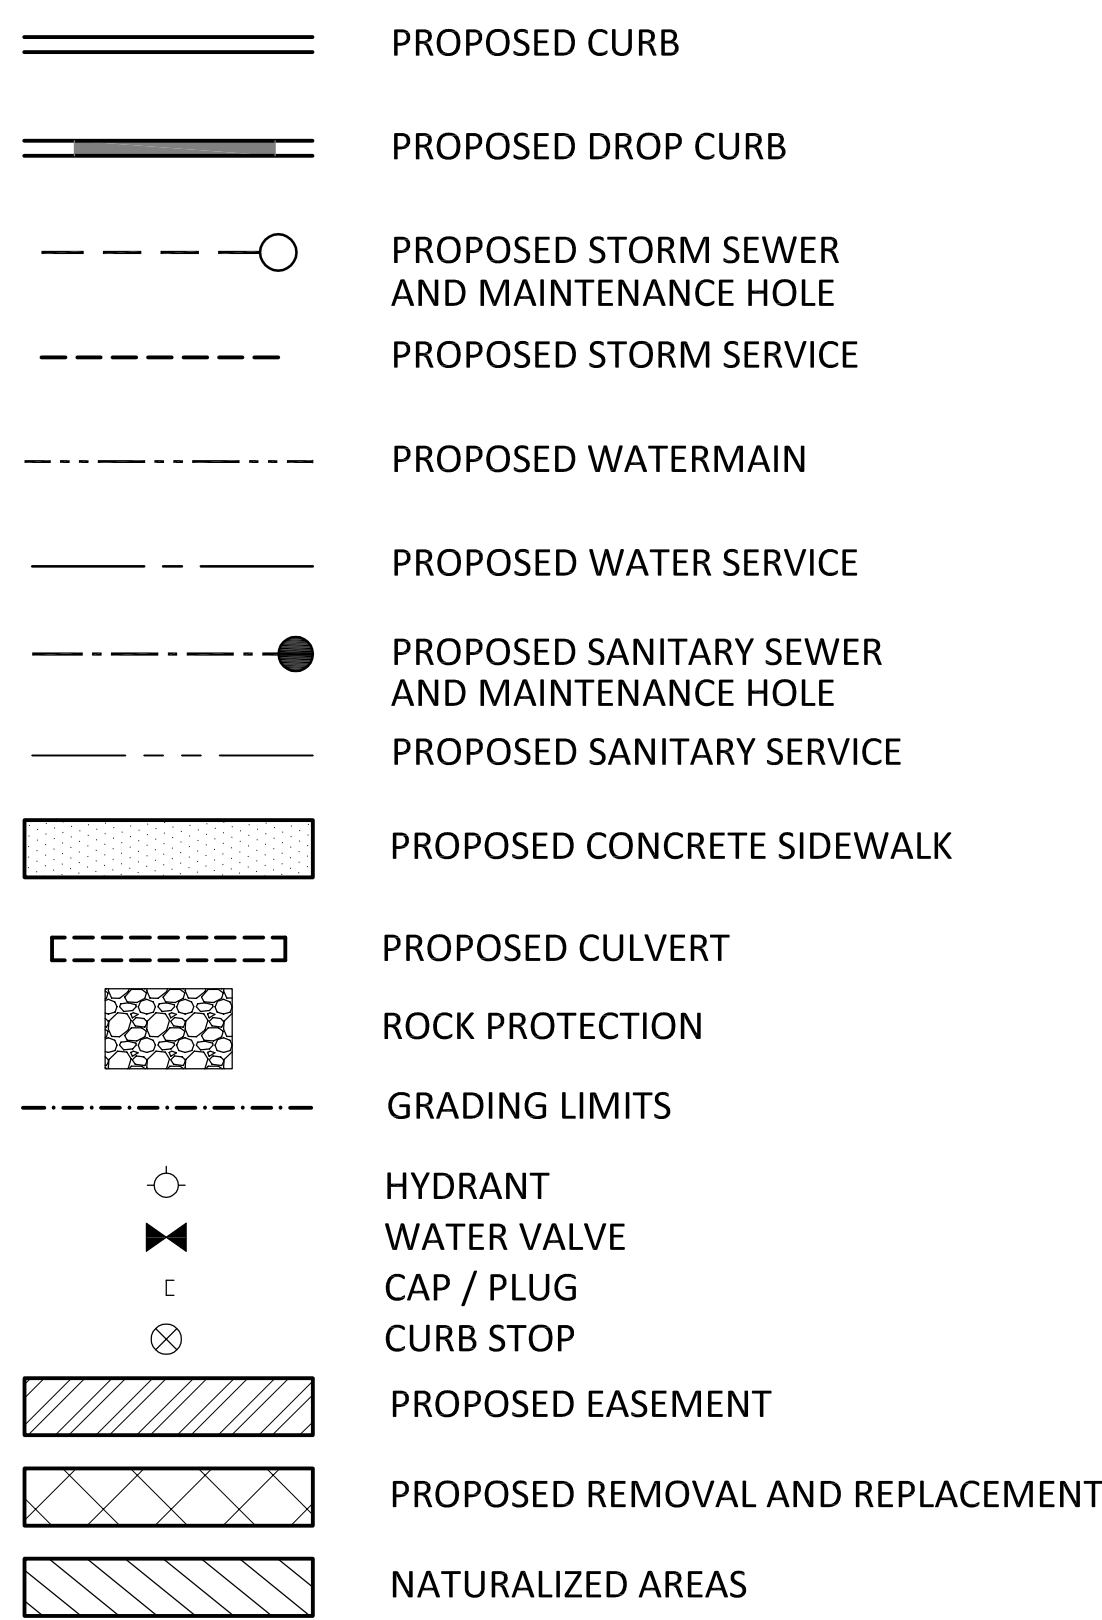 PROPOSED CURB
PROPOSED DROP CURB
PROPOSED STORM SEWER
AND MAINTENANCE HOLE
PROPOSED STORM SERVICE
PROPOSED WATERMAIN
PROPOSED WATER SERVICE
PROPOSED SANITARY SEWER
AND MAINTENANCE HOLE
PROPOSED SANITARY SERVICE
PROPOSED CONCRETE SIDEWALK
PROPOSED CULVERT
ROCK PROTECTION
GRADING LIMITS
HYDRANT
WATER VALVE
CAP / PLUG
CURB STOP
PROPOSED EASEMENT
PROPOSED REMOVAL AND REPLACEMENT
NATURALIZED AREAS